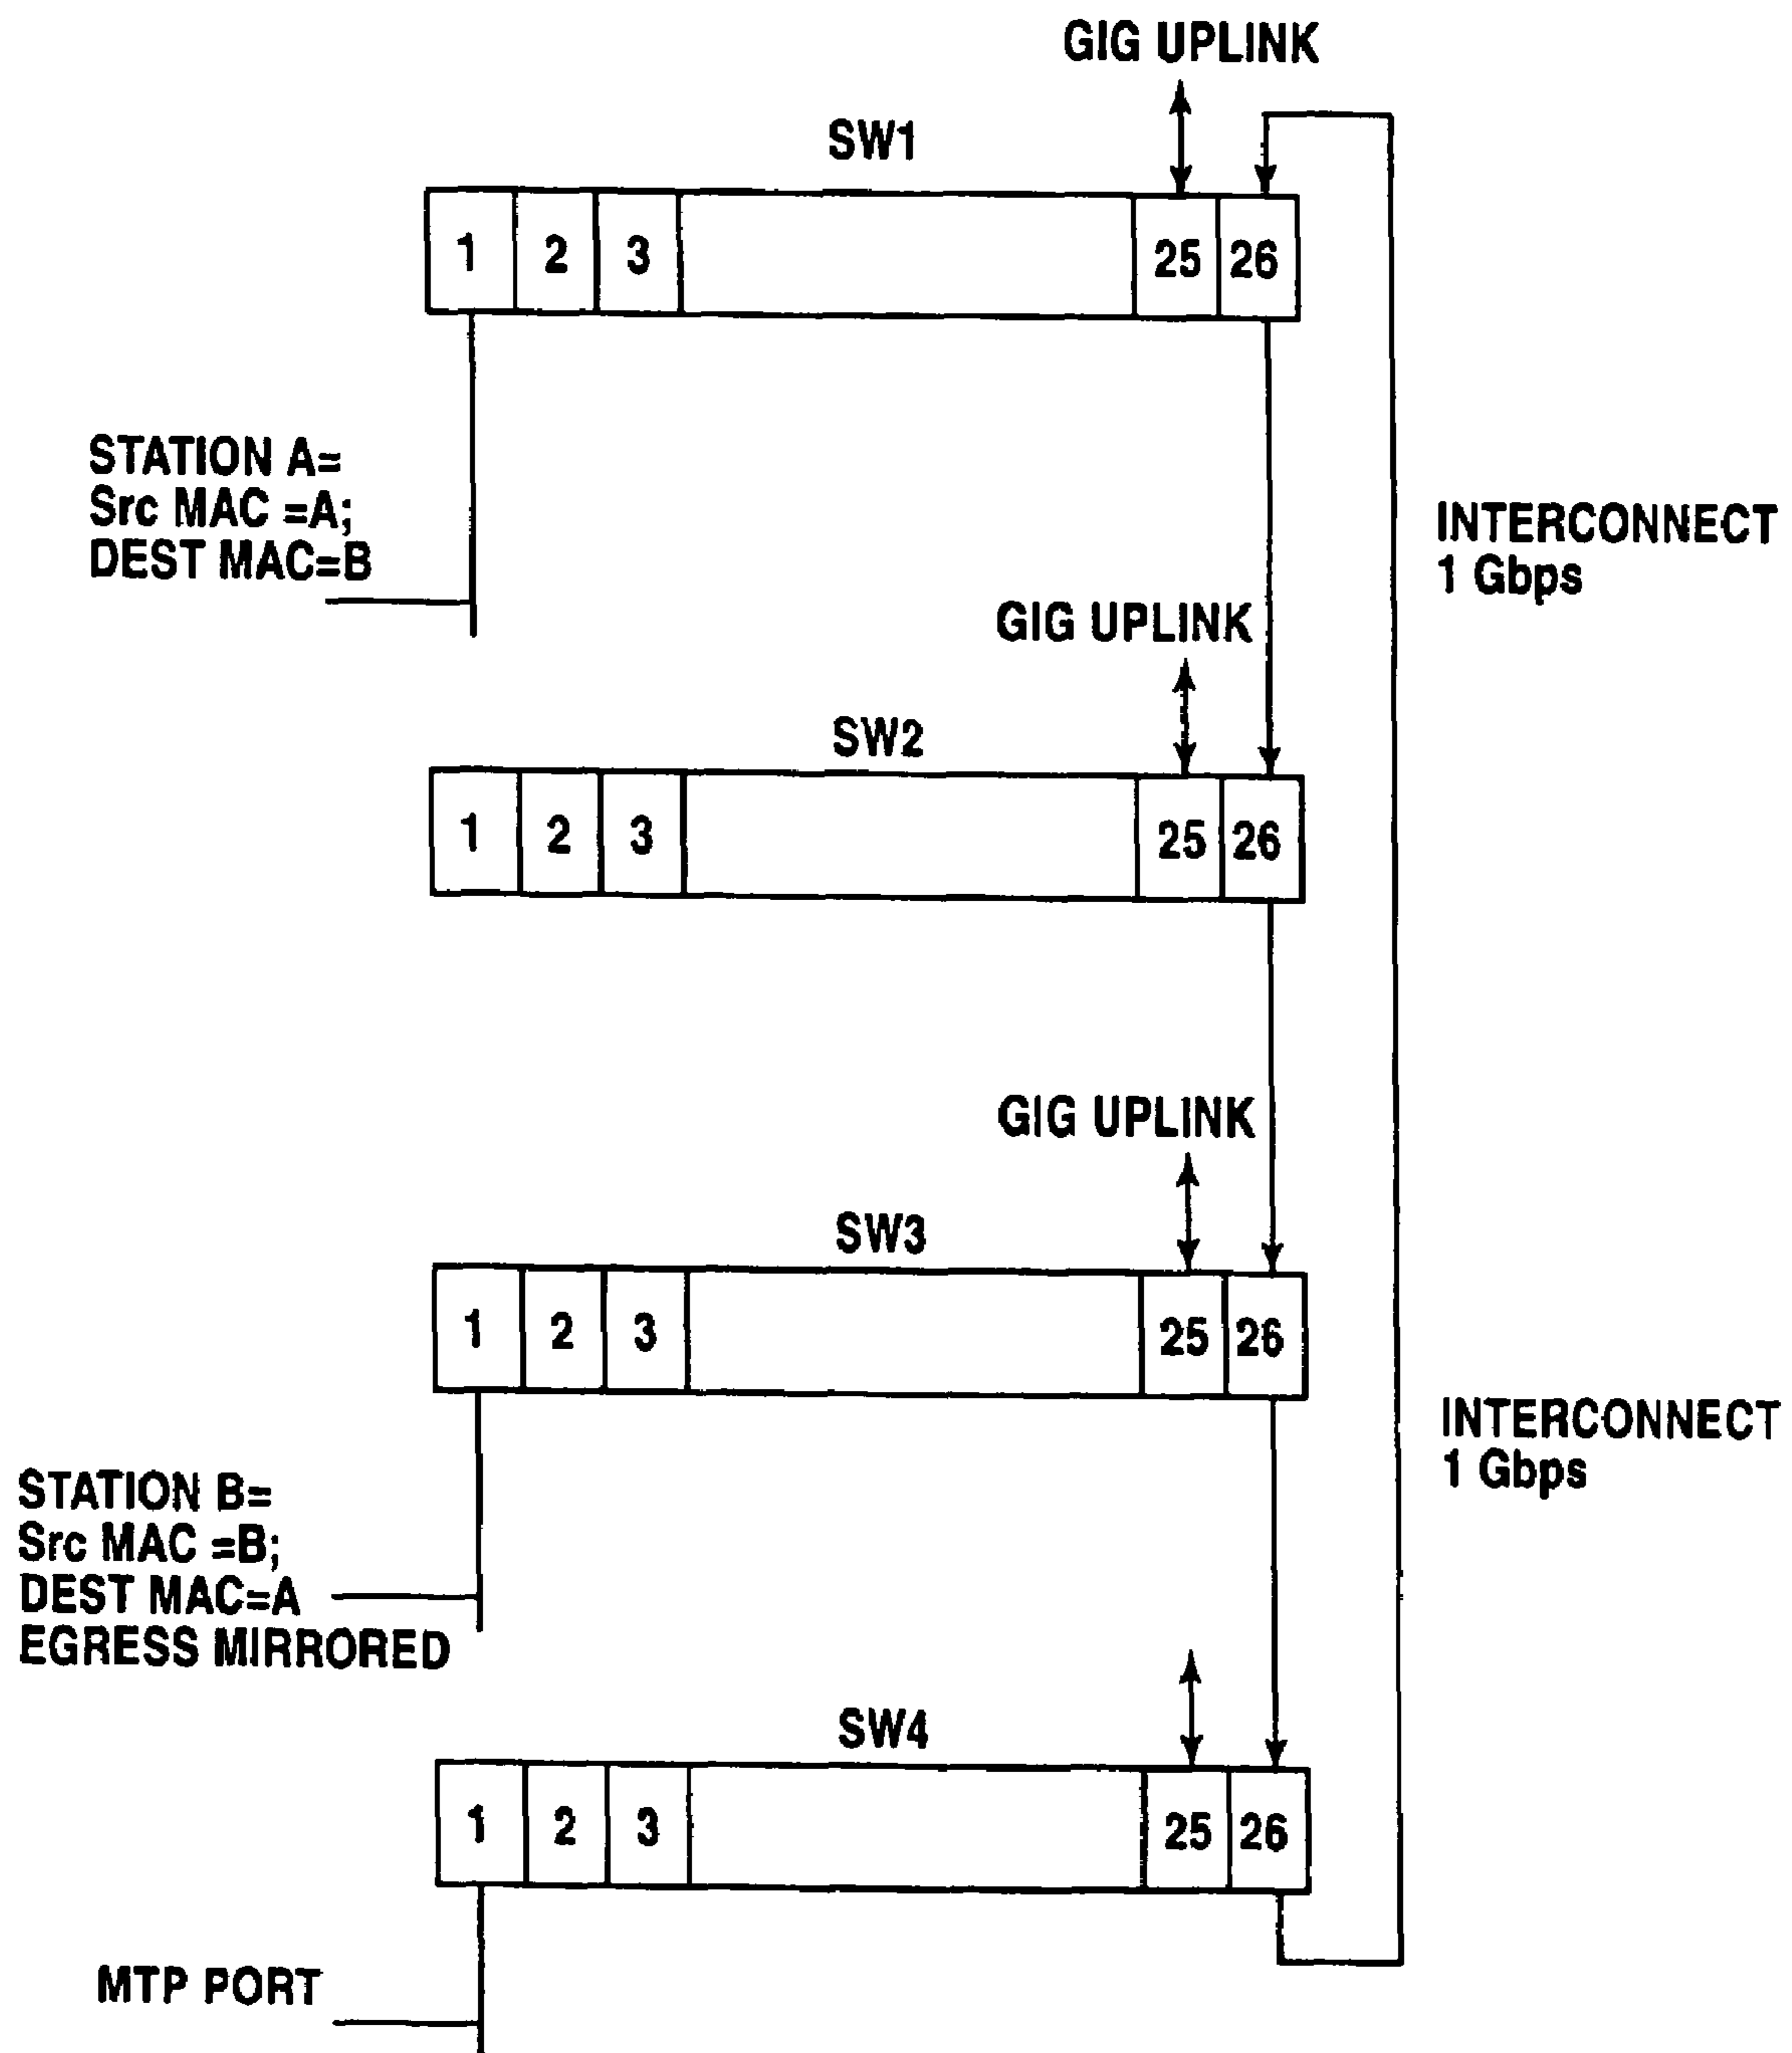 GIG UPLINK
SW1
1 2 3 25 26
STATION A=
Src MAC =A;
DEST MAC=B
INTERCONNECT
1 Gbps
GIG UPLINK
SW2
1 2 3 25 26
GIG UPLINK
SW3
1 2 3 25 26
INTERCONNECT
1 Gbps
STATION B=
Src MAC =B;
DEST MAC=A
EGRESS MIRRORED
SW4
1 2 3 25 26
MTP PORT